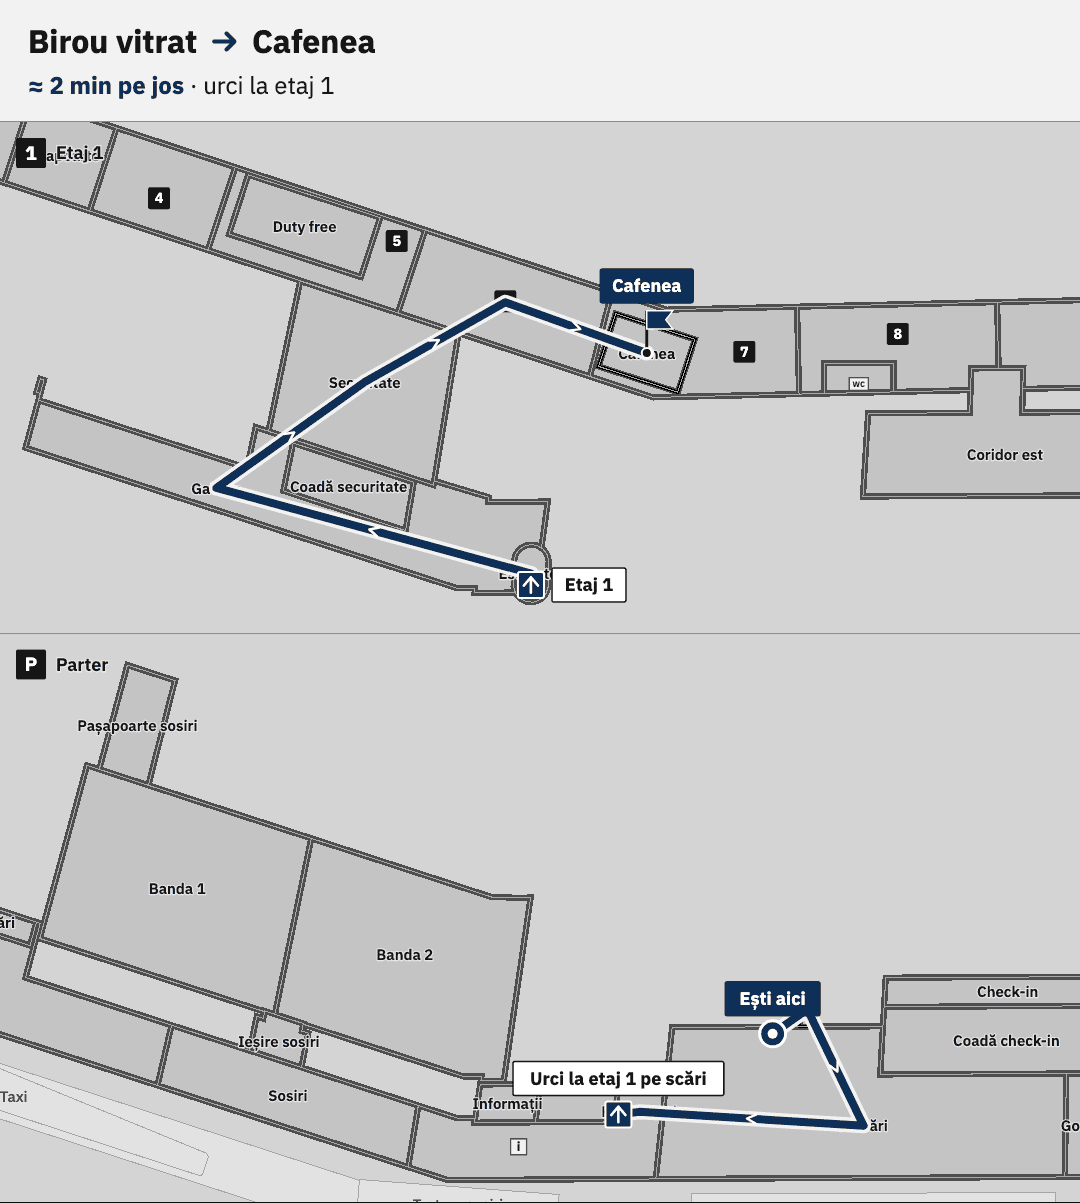 Birou vitrat → Cafenea
≈ 2 min pe jos · urci la etaj 1
1 Etaj 1
4
Duty free
5
Cafenea
7
8
wc
Securitate
Coridor est
Coadă securitate
Etaj 1
P Parter
Pașapoarte sosiri
Banda 1
Banda 2
Ești aici
Check-in
Coadă check-in
Ieșire sosiri
Urci la etaj 1 pe scări
Sosiri
Informații
Taxi
i